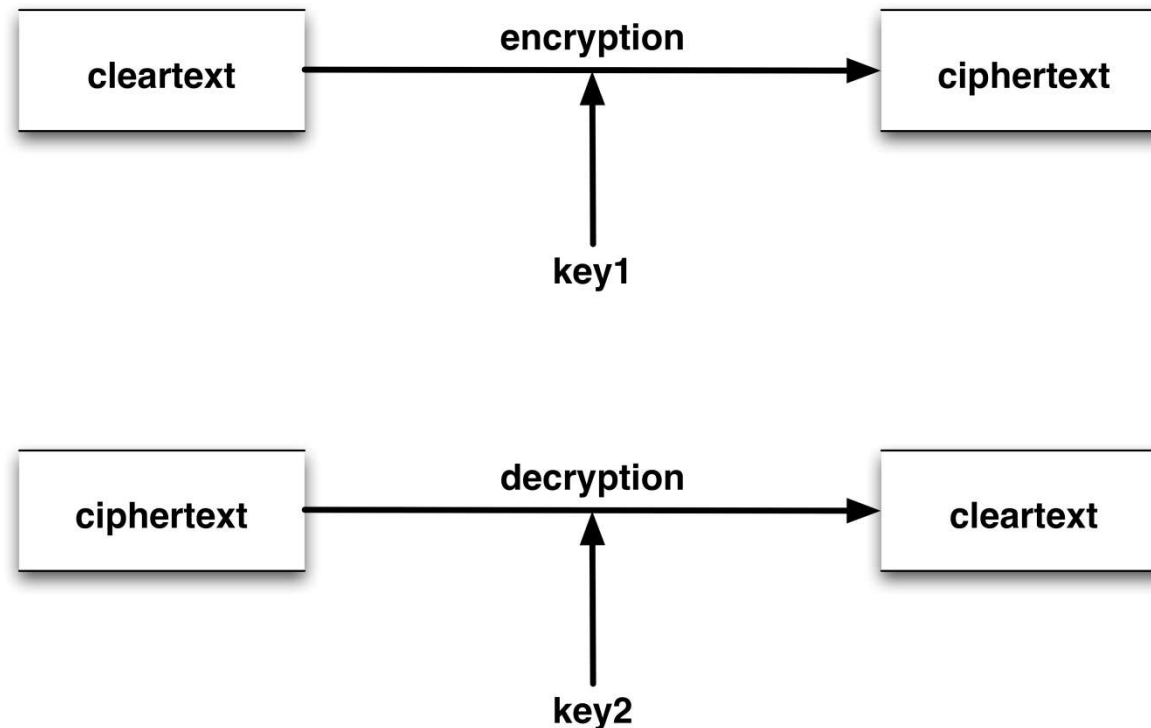 encryption
cleartext
ciphertext
key1
decryption
ciphertext
cleartext
key2